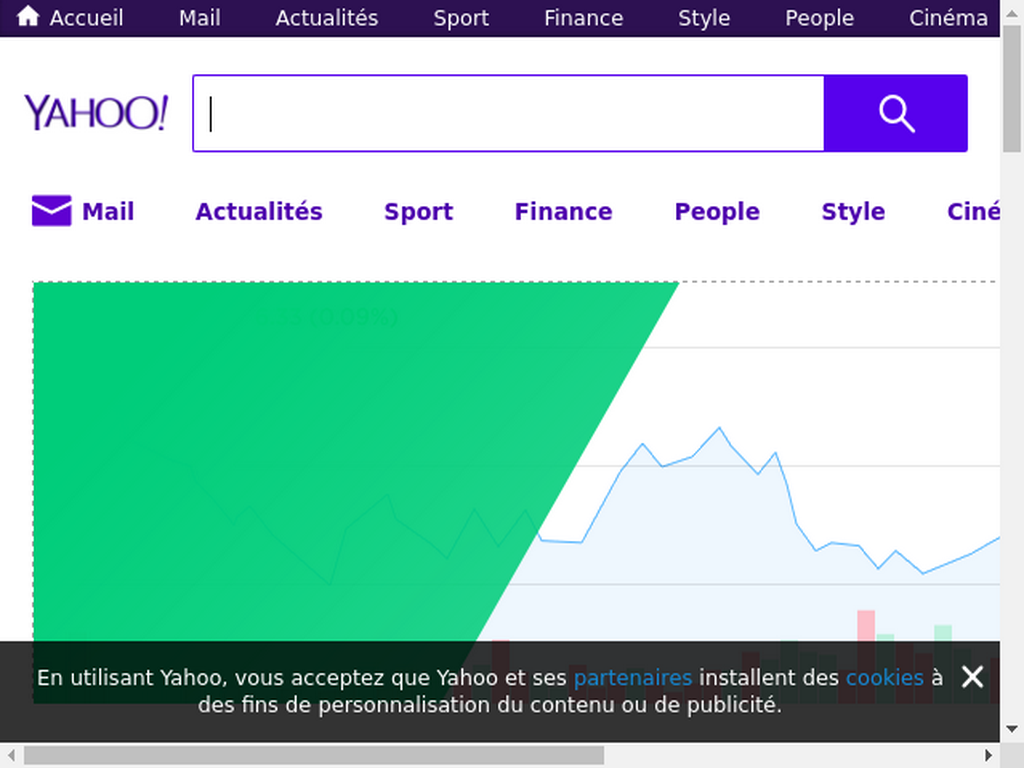 Accueil Mail Actualités Sport Finance Style People Cinéma
YAHOO!
Mail Actualités Sport Finance People Style Ciné
(0.09%)
En utilisant Yahoo, vous acceptez que Yahoo et ses partenaires installent des cookies à
des fins de personnalisation du contenu ou de publicité.